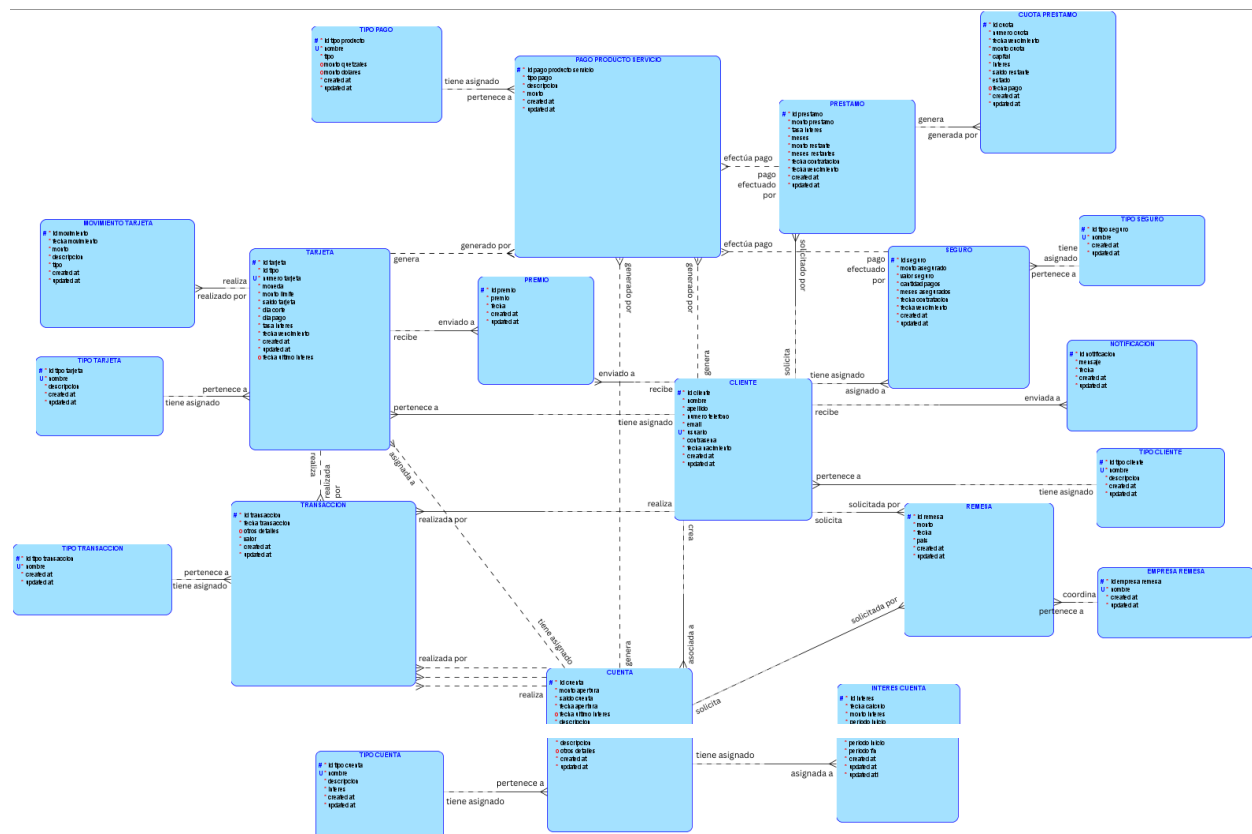 TIPO PAGO
# * id tipo producto
U * nombre
* tipo
o monto quetzales
o monto dolares
* created at
* updated at
tiene asignado
pertenece a
PAGO PRODUCTO SERVICIO
# * id pago producto servicio
* tipo pago
* descripcion
* monto
* created at
* updated at
CUOTA PRESTAMO
# * id cuota
* numero cuota
* fecha vencimiento
* monto cuota
* capital
* interes
* saldo restante
* estado
o fecha pago
* created at
* updated at
PRESTAMO
# * id prestamo
* monto prestamo
* tasa interes
* meses
* monto restante
* meses restantes
* fecha contratacion
* fecha vencimiento
* created at
* updated at
genera
generada por
efectúa pago
pago
efectuado
por
MOVIMIENTO TARJETA
# * id movimiento
* fecha movimiento
* monto
* descripcion
* tipo
* created at
* updated at
realiza
realizado por
TARJETA
# * id tarjeta
* id tipo
U * numero tarjeta
* moneda
* monto limite
* saldo tarjeta
* dia corte
* dia pago
* tasa interes
* fecha vencimiento
* created at
* updated at
o fecha ultimo interes
generado por
genera
efectúa pago
pago
efectuado
por
solicitado por
solicita
SEGURO
# * id seguro
* monto asegurado
* valor seguro
* cantidad pagos
* meses asegurados
* fecha contratacion
* fecha vencimiento
* created at
* updated at
TIPO SEGURO
# * id tipo seguro
U * nombre
* created at
* updated at
tiene
asignado
pertenece a
PREMIO
# * id premio
* premio
* fecha
* created at
* updated at
enviado a
recibe
generado por
generado por
genera
NOTIFICACION
# * id notificacion
* mensaje
* fecha
* created at
* updated at
TIPO TARJETA
# * id tipo tarjeta
U * nombre
* descripcion
* created at
* updated at
pertenece a
tiene asignado
enviado a
recibe
CLIENTE
# * id cliente
* nombre
* apellido
* numero telefono
* email
U * usuario
* contrasena
* fecha nacimiento
* created at
* updated at
tiene asignado
asignado a
enviada a
recibe
pertenece a
tiene asignado
TIPO CLIENTE
# * id tipo cliente
U * nombre
* descripcion
* created at
* updated at
pertenece a
tiene asignado
realiza
realizada
por
asignada a
tiene asignado
TRANSACCION
# * id transaccion
* fecha transaccion
o otros detalles
* valor
* created at
* updated at
realiza
realizada por
solicitada por
solicita
REMESA
# * id remesa
* monto
* fecha
* pais
* created at
* updated at
TIPO TRANSACCION
# * id tipo transaccion
U * nombre
* created at
* updated at
pertenece a
tiene asignado
crea
asociada a
EMPRESA REMESA
# * id empresa remesa
U * nombre
* created at
* updated at
coordina
pertenece a
solicitada por
solicita
realizada por
realiza
genera
CUENTA
# * id cuenta
* monto apertura
* saldo cuenta
* fecha apertura
o fecha ultimo interes
* descripcion
* descripcion
o otros detalles
* created at
* updated at
INTERES CUENTA
# * id interes
* fecha calculo
* monto interes
* periodo inicio
* periodo inicio
* periodo fin
* created at
* updated at
* updated at1
tiene asignado
asignada a
TIPO CUENTA
# * id tipo cuenta
U * nombre
* descripcion
* interes
* created at
* updated at
pertenece a
tiene asignado